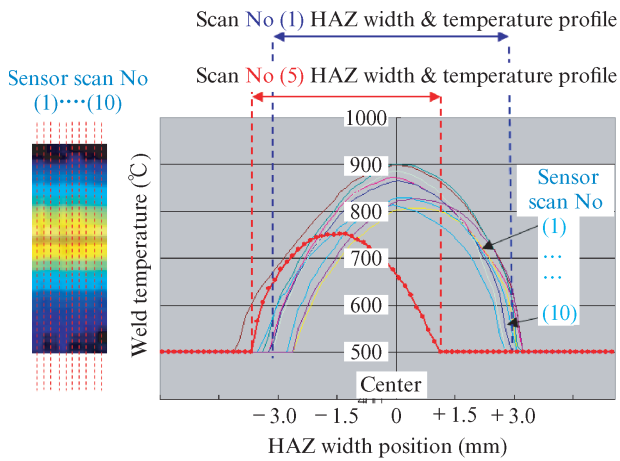 Scan No (1) HAZ width & temperature profile
Scan No (5) HAZ width & temperature profile
Sensor scan No
(1)····(10)
Weld temperature (℃)
1000
900
800
700
600
500
Sensor
scan No
(1)
...
...
(10)
Center
−3.0 −1.5 0 +1.5 +3.0
HAZ width position (mm)